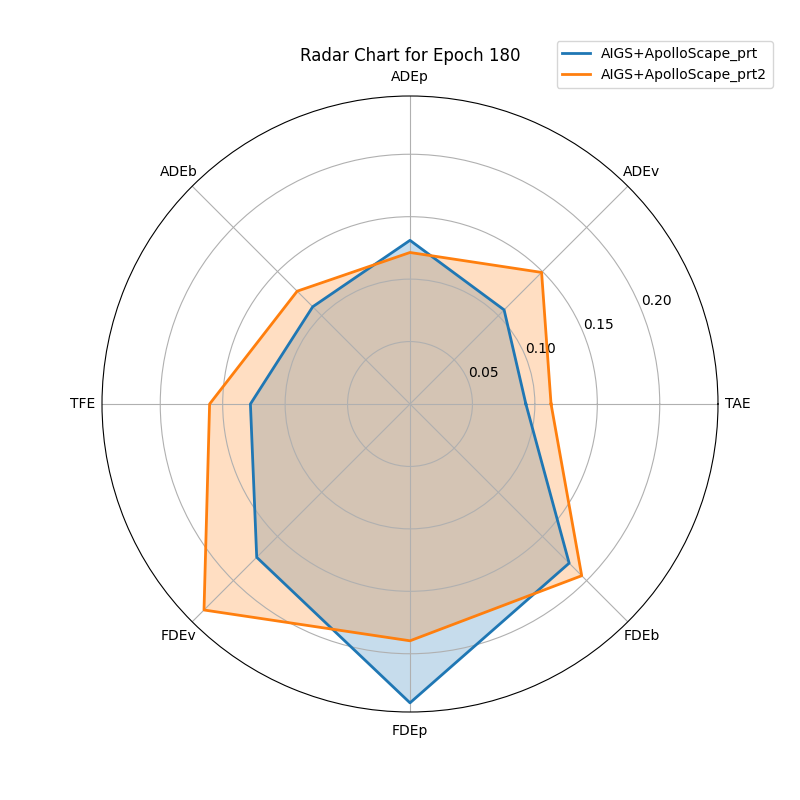 Radar Chart for Epoch 180
AIGS+ApolloScape_prt
AIGS+ApolloScape_prt2
ADEp
ADEb
ADEv
0.20
0.15
0.10
0.05
TFE
TAE
FDEv
FDEb
FDEp